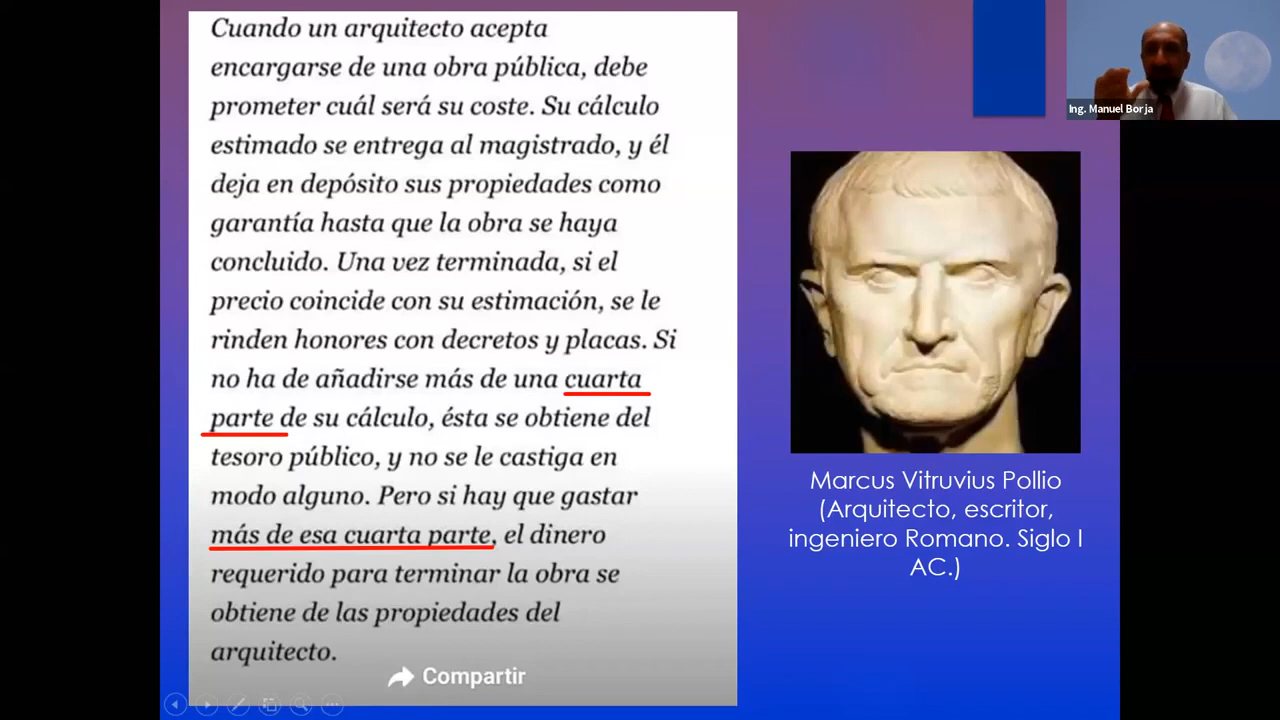 Cuando un arquitecto acepta
encargarse de una obra pública, debe
prometer cuál será su coste. Su cálculo
estimado se entrega al magistrado, y él
deja en depósito sus propiedades como
garantía hasta que la obra se haya
concluido. Una vez terminada, si el
precio coincide con su estimación, se le
rinden honores con decretos y placas. Si
no ha de añadirse más de una cuarta
parte de su cálculo, ésta se obtiene del
tesoro público, y no se le castiga en
modo alguno. Pero si hay que gastar
más de esa cuarta parte, el dinero
requerido para terminar la obra se
obtiene de las propiedades del
arquitecto.
Compartir
Ing. Manuel Borja
Marcus Vitruvius Pollio
(Arquitecto, escritor,
ingeniero Romano. Siglo I
AC.)